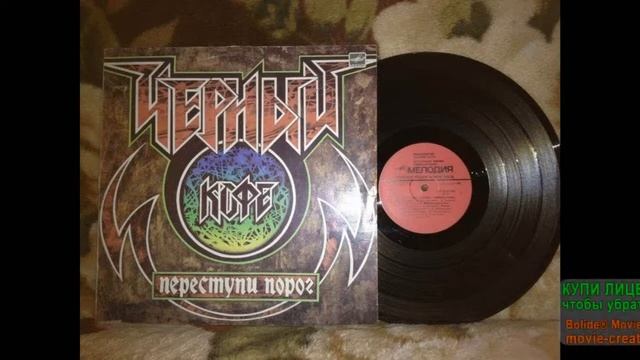 ЧЕРНЫЙ
КОФЕ
переступи порог
МЕЛОДИЯ
КУПИ ЛИЦЕ
чтобы убрат
Bolide® Movie
movie-creat